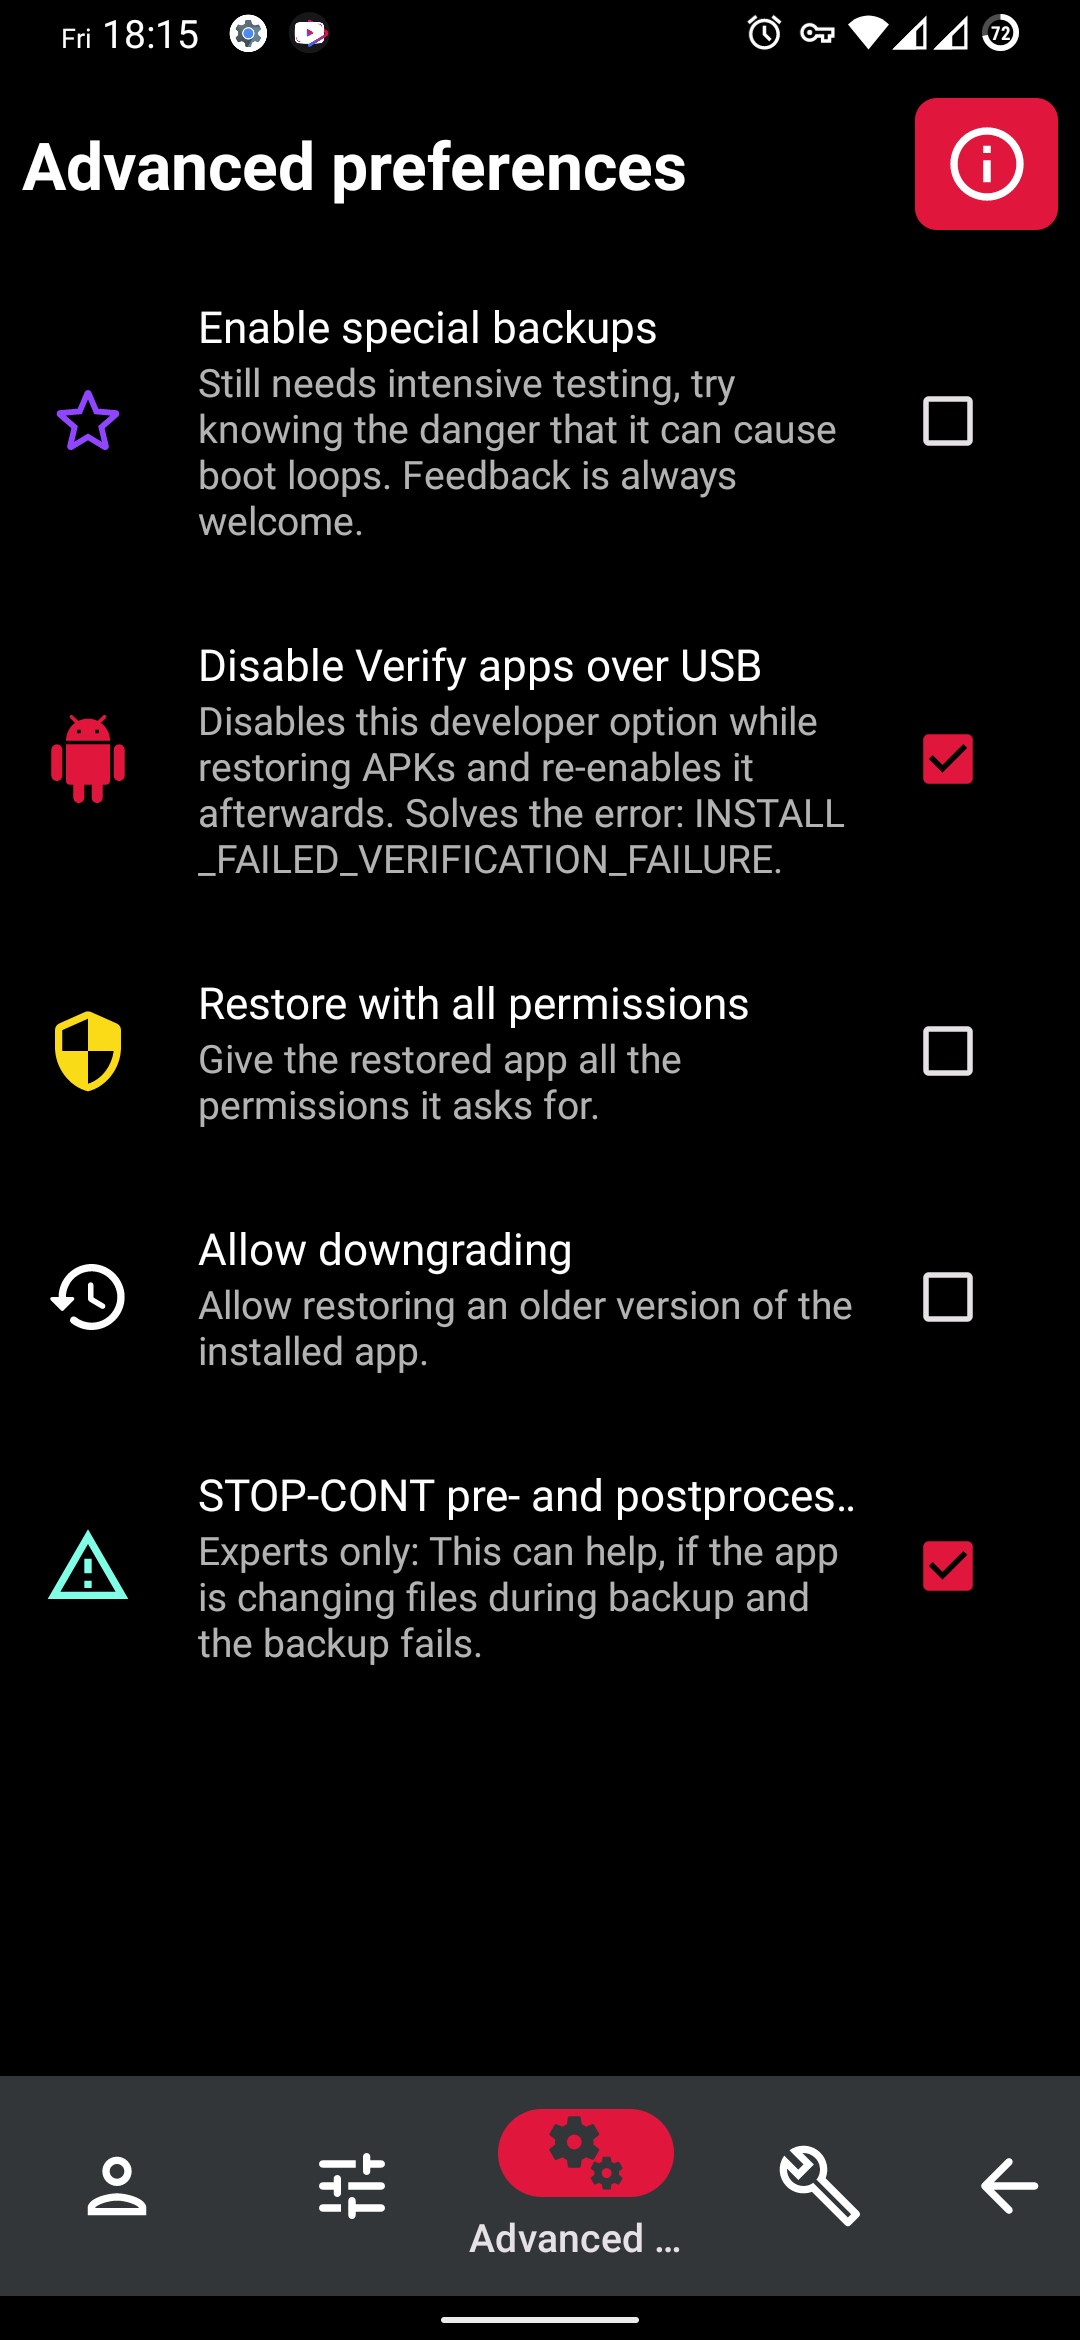 Fri 18:15
72
Advanced preferences
Enable special backups
Still needs intensive testing, try
knowing the danger that it can cause
boot loops. Feedback is always
welcome.
Disable Verify apps over USB
Disables this developer option while
restoring APKs and re-enables it
afterwards. Solves the error: INSTALL
_FAILED_VERIFICATION_FAILURE.
Restore with all permissions
Give the restored app all the
permissions it asks for.
Allow downgrading
Allow restoring an older version of the
installed app.
STOP-CONT pre- and postproces..
Experts only: This can help, if the app
is changing files during backup and
the backup fails.
Advanced ...